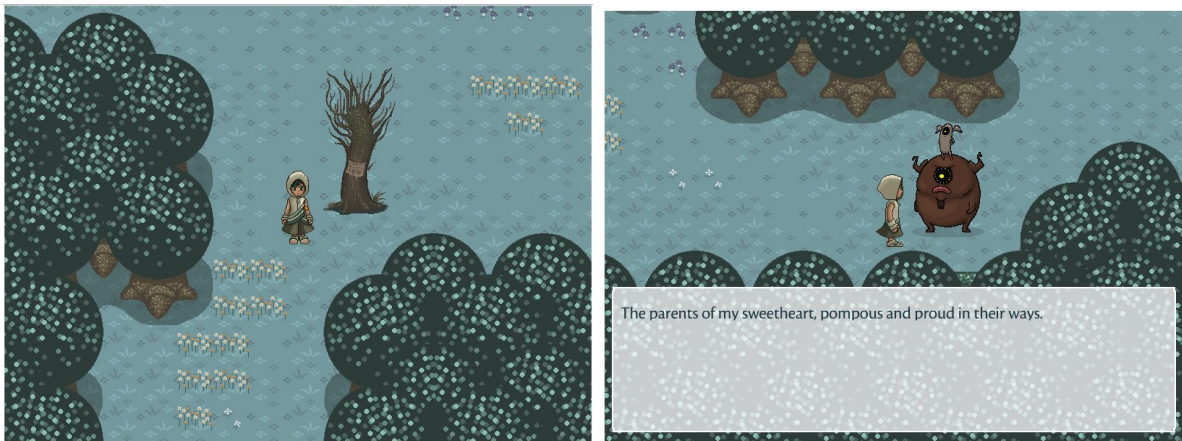 The parents of my sweetheart, pompous and proud in their ways.